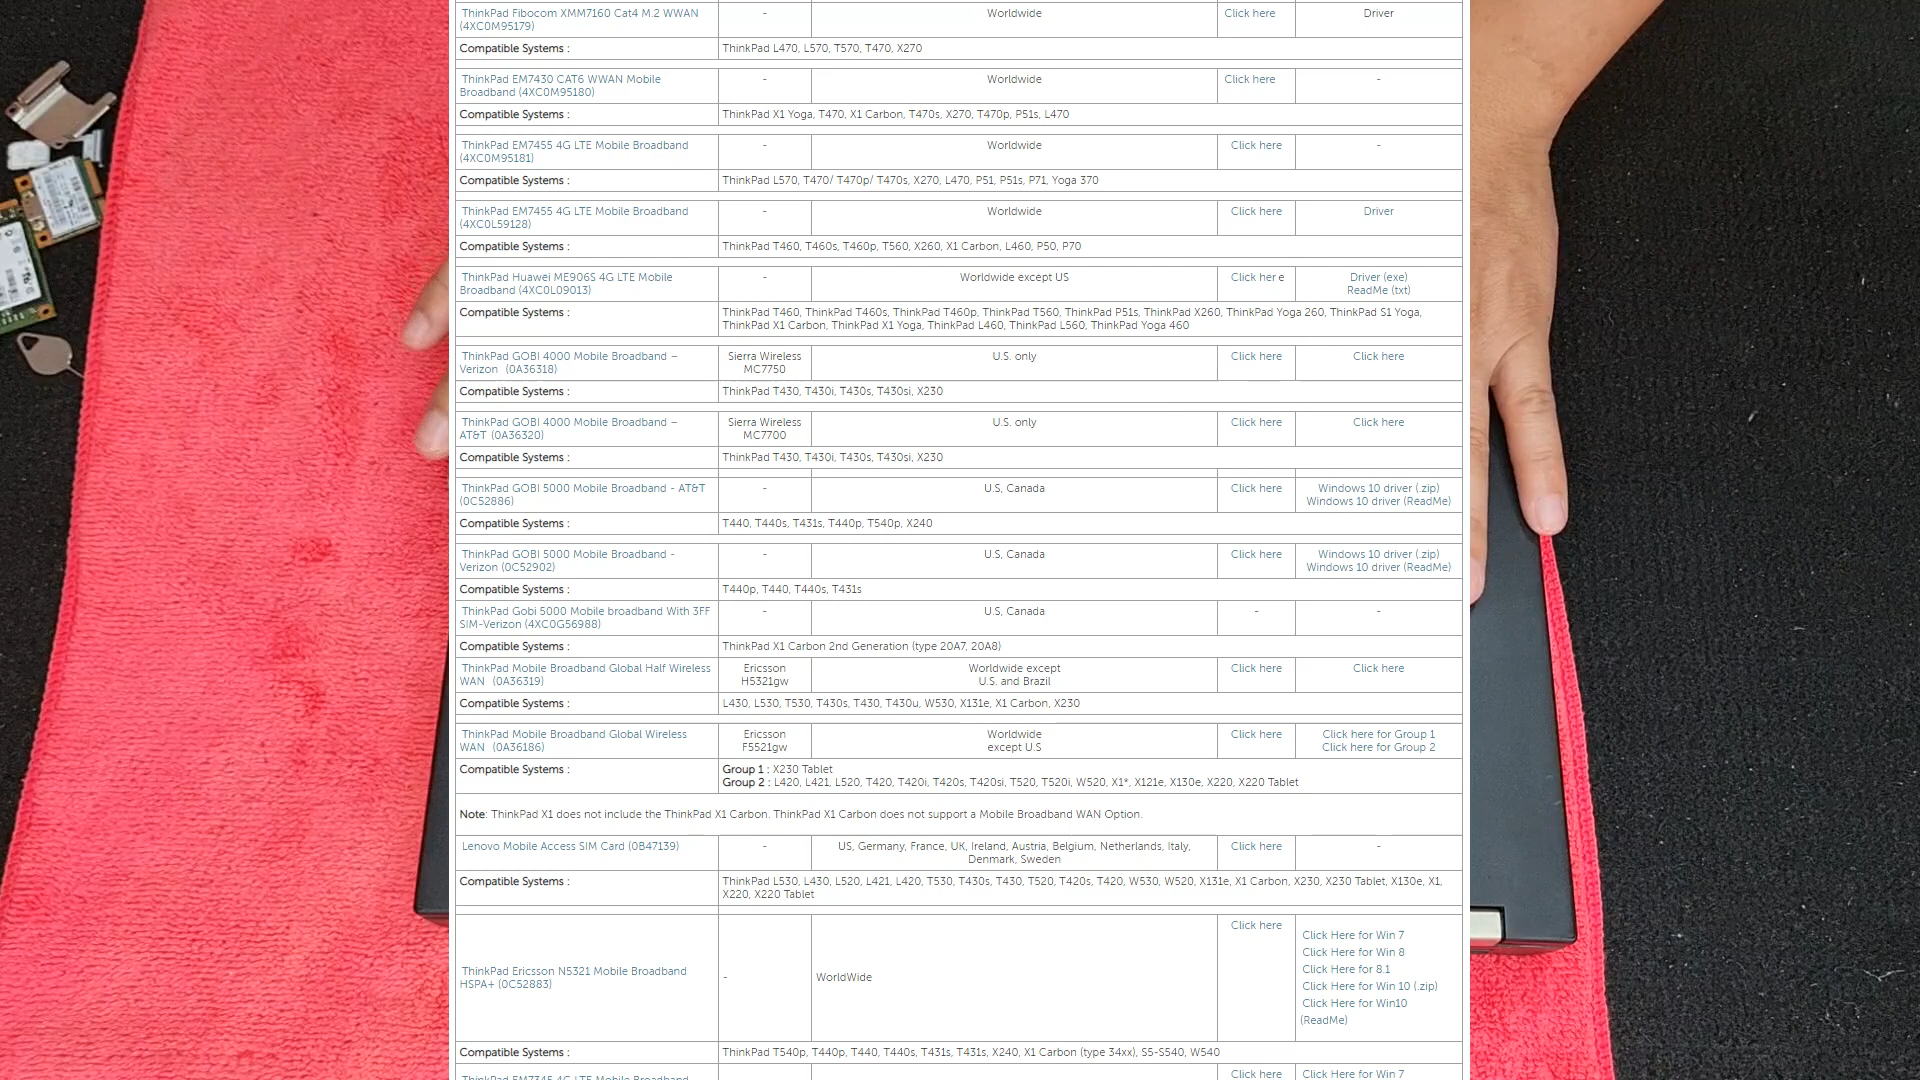 ThinkPad Fibocom XMM7160 Cat4 M.2 WWAN - Worldwide Click here Driver
(4XC0M95179)
Compatible Systems : ThinkPad L470, L570, T570, T470, X270
ThinkPad EM7430 CAT6 WWAN Mobile - Worldwide Click here -
Broadband (4XC0M95180)
Compatible Systems : ThinkPad X1 Yoga, T470, X1 Carbon, T470s, X270, T470p, P51s, L470
ThinkPad EM7455 4G LTE Mobile Broadband - Worldwide Click here -
(4XC0M95181)
Compatible Systems : ThinkPad L570, T470/ T470p/ T470s, X270, L470, P51, P51s, P71, Yoga 370
ThinkPad EM7455 4G LTE Mobile Broadband - Worldwide Click here Driver
(4XC0L59128)
Compatible Systems : ThinkPad T460, T460s, T460p, T560, X260, X1 Carbon, L460, P50, P70
ThinkPad Huawei ME906S 4G LTE Mobile - Worldwide except US Click her e Driver (exe)
Broadband (4XC0L09013) ReadMe (txt)
Compatible Systems : ThinkPad T460, ThinkPad T460s, ThinkPad T460p, ThinkPad T560, ThinkPad P51s, ThinkPad X260, ThinkPad Yoga 260, ThinkPad S1 Yoga,
ThinkPad X1 Carbon, ThinkPad X1 Yoga, ThinkPad L460, ThinkPad L560, ThinkPad Yoga 460
ThinkPad GOBI 4000 Mobile Broadband – Sierra Wireless U.S. only Click here Click here
Verizon (0A36318) MC7750
Compatible Systems : ThinkPad T430, T430i, T430s, T430si, X230
ThinkPad GOBI 4000 Mobile Broadband – Sierra Wireless U.S. only Click here Click here
AT&T (0A36320) MC7700
Compatible Systems : ThinkPad T430, T430i, T430s, T430si, X230
ThinkPad GOBI 5000 Mobile Broadband - AT&T - U.S, Canada Click here Windows 10 driver (.zip)
(0C52886) Windows 10 driver (ReadMe)
Compatible Systems : T440, T440s, T431s, T440p, T540p, X240
ThinkPad GOBI 5000 Mobile Broadband - - U.S, Canada Click here Windows 10 driver (.zip)
Verizon (0C52902) Windows 10 driver (ReadMe)
Compatible Systems : T440p, T440, T440s, T431s
ThinkPad Gobi 5000 Mobile broadband With 3FF - U.S, Canada - -
SIM-Verizon (4XC0G56988)
Compatible Systems : ThinkPad X1 Carbon 2nd Generation (type 20A7, 20A8)
ThinkPad Mobile Broadband Global Half Wireless Ericsson Worldwide except Click here Click here
WAN (0A36319) H5321gw U.S. and Brazil
Compatible Systems : L430, L530, T530, T430s, T430, T430u, W530, X131e, X1 Carbon, X230
ThinkPad Mobile Broadband Global Wireless Ericsson Worldwide Click here Click here for Group 1
WAN (0A36186) F5521gw except U.S Click here for Group 2
Compatible Systems : Group 1 : X230 Tablet
Group 2 : L420, L421, L520, T420, T420i, T420s, T420si, T520, T520i, W520, X1*, X121e, X130e, X220, X220 Tablet
Note: ThinkPad X1 does not include the ThinkPad X1 Carbon. ThinkPad X1 Carbon does not support a Mobile Broadband WAN Option.
Lenovo Mobile Access SIM Card (0B47139) - US, Germany, France, UK, Ireland, Austria, Belgium, Netherlands, Italy, Click here -
Denmark, Sweden
Compatible Systems : ThinkPad L530, L430, L520, L421, L420, T530, T430s, T430, T520, T420s, T420, W530, W520, X131e, X1 Carbon, X230, X230 Tablet, X130e, X1,
X220, X220 Tablet
Click here
Click Here for Win 7
Click Here for Win 8
Click Here for 8.1
ThinkPad Ericsson N5321 Mobile Broadband - WorldWide
HSPA+ (0C52883)
Click Here for Win 10 (.zip)
Click Here for Win10
(ReadMe)
Compatible Systems : ThinkPad T540p, T440p, T440, T440s, T431s, T431s, X240, X1 Carbon (type 34xx), S5-S540, W540
ThinkPad EM7345 4G LTE Mobile Broadband Click here Click Here for Win 7